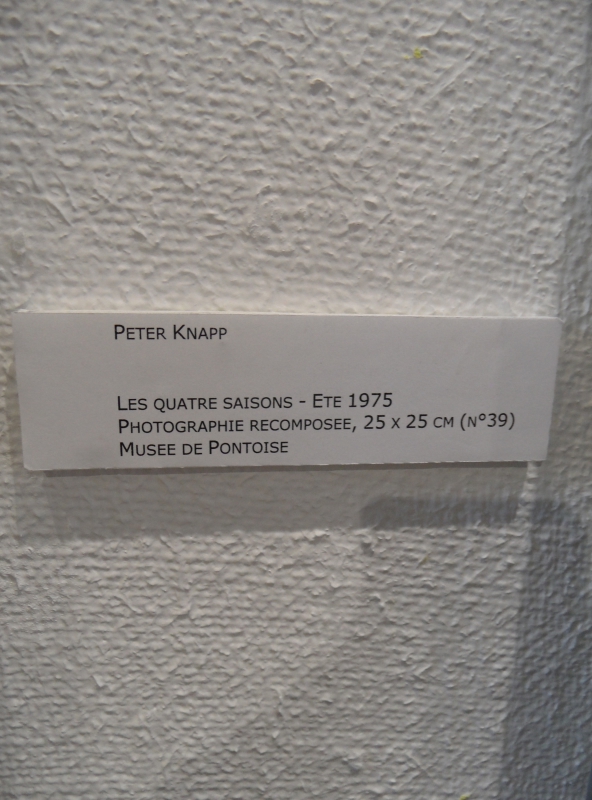 PETER KNAPP
LES QUATRE SAISONS - ETE 1975
PHOTOGRAPHIE RECOMPOSEE, 25 X 25 CM (N°39)
MUSEE DE PONTOISE